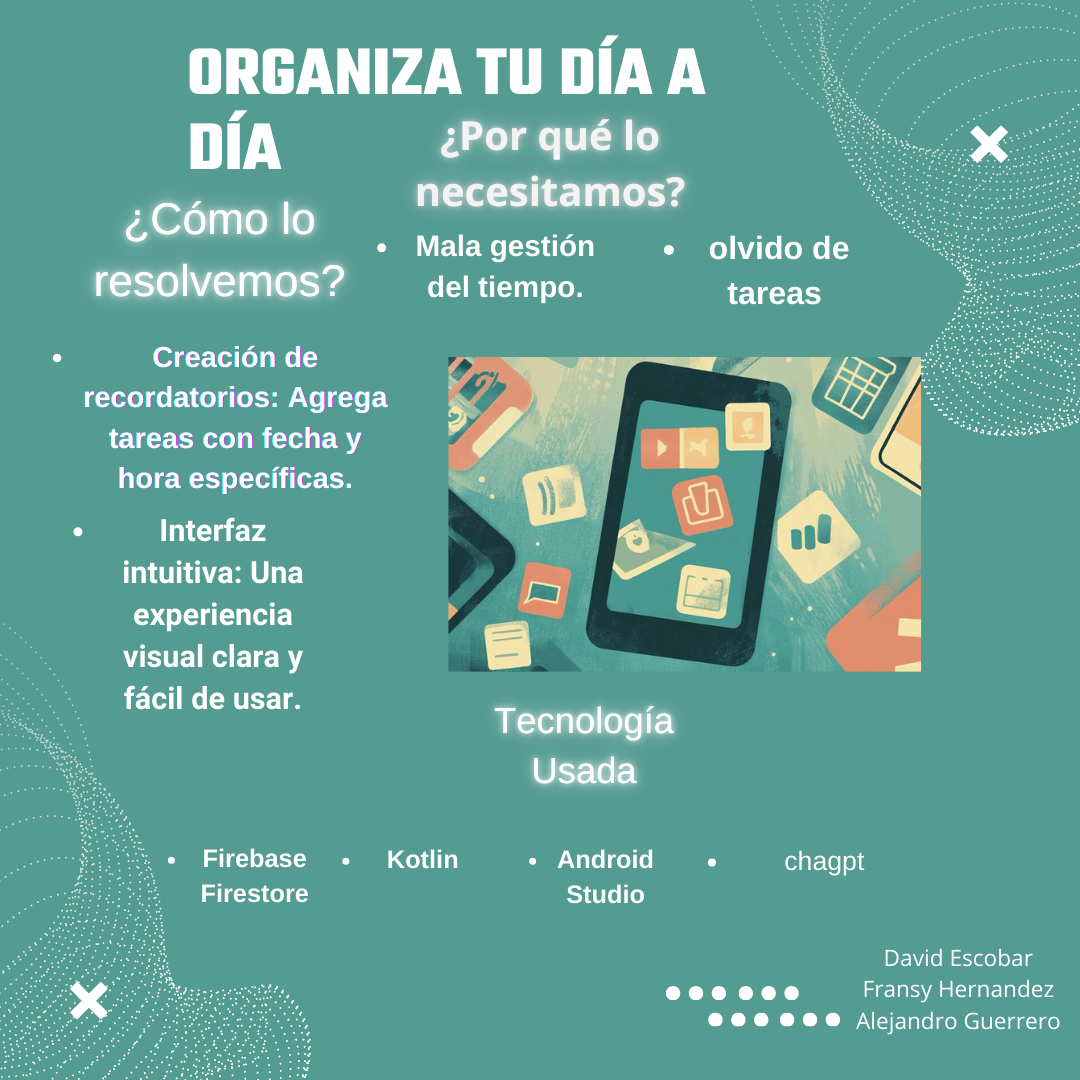 ORGANIZA TU DÍA A
DÍA
¿Por qué lo
necesitamos?
• Mala gestión
del tiempo.
• olvido de
tareas
¿Cómo lo
resolvemos?
• Creación de
recordatorios: Agrega
tareas con fecha y
hora específicas.
• Interfaz
intuitiva: Una
experiencia
visual clara y
fácil de usar.
Tecnología
Usada
• Firebase
Firestore
• Kotlin
• Android
Studio
• chagpt
David Escobar
Fransy Hernandez
Alejandro Guerrero